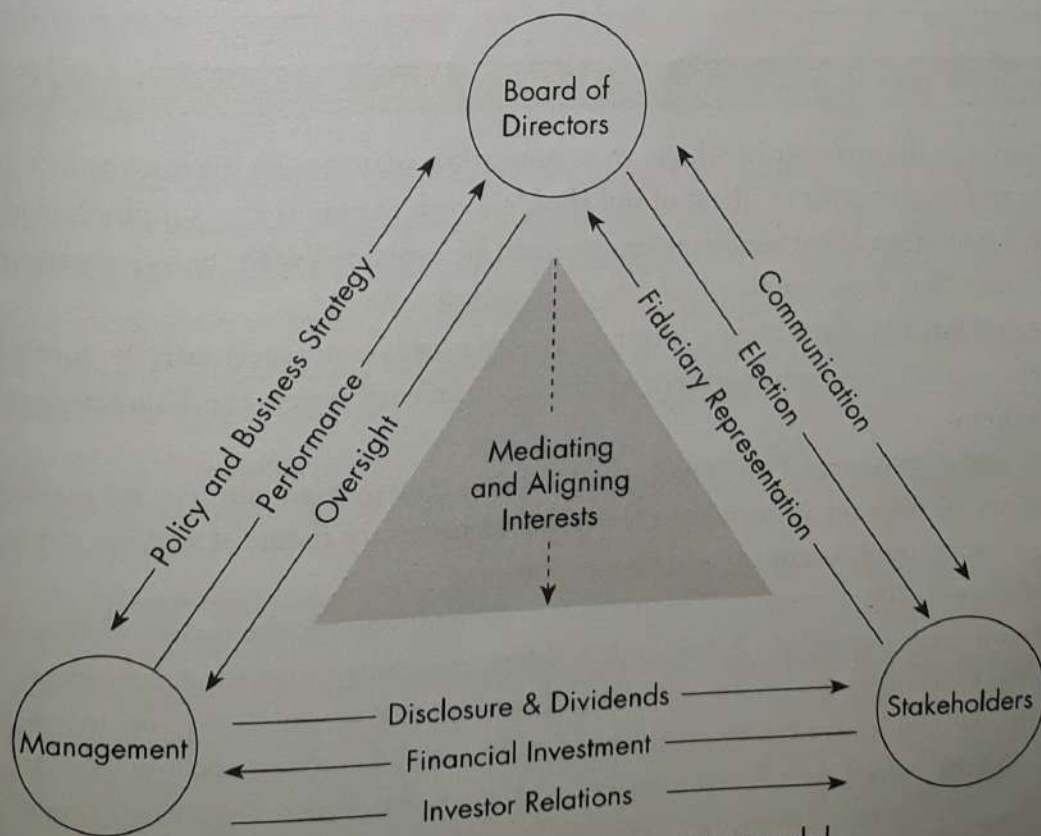 Board of
Directors
Policy and Business Strategy
Performance
Oversight
Mediating
and Aligning
Interests
Fiduciary Representation
Election
Communication
Management
Disclosure & Dividends
Financial Investment
Investor Relations
Stakeholders